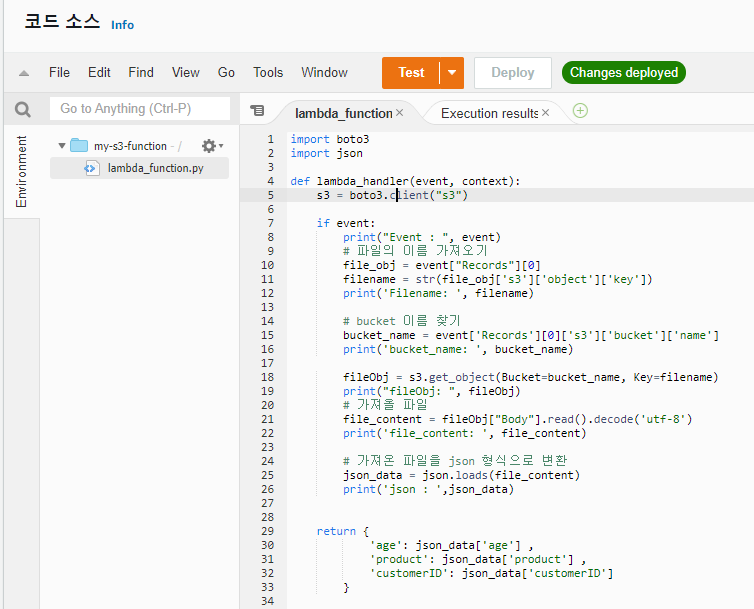 코드 소스 Info
File Edit Find View Go Tools Window Test Deploy Changes deployed
Go to Anything (Ctrl-P) lambda_function × Execution results ×
Environment
my-s3-function - /
lambda_function.py
1 import boto3
2 import json
3
4 def lambda_handler(event, context):
5 s3 = boto3.client("s3")
6
7 if event:
8 print("Event : ", event)
9 # 파일의 이름 가져오기
10 file_obj = event["Records"][0]
11 filename = str(file_obj['s3']['object']['key'])
12 print('Filename: ', filename)
13
14 # bucket 이름 찾기
15 bucket_name = event['Records'][0]['s3']['bucket']['name']
16 print('bucket_name: ', bucket_name)
17
18 fileObj = s3.get_object(Bucket=bucket_name, Key=filename)
19 print("fileObj: ", fileObj)
20 # 가져올 파일
21 file_content = fileObj["Body"].read().decode('utf-8')
22 print('file_content: ', file_content)
23
24 # 가져온 파일을 json 형식으로 변환
25 json_data = json.loads(file_content)
26 print('json : ',json_data)
27
28
29 return {
30 'age': json_data['age'] ,
31 'product': json_data['product'] ,
32 'customerID': json_data['customerID']
33 }
34